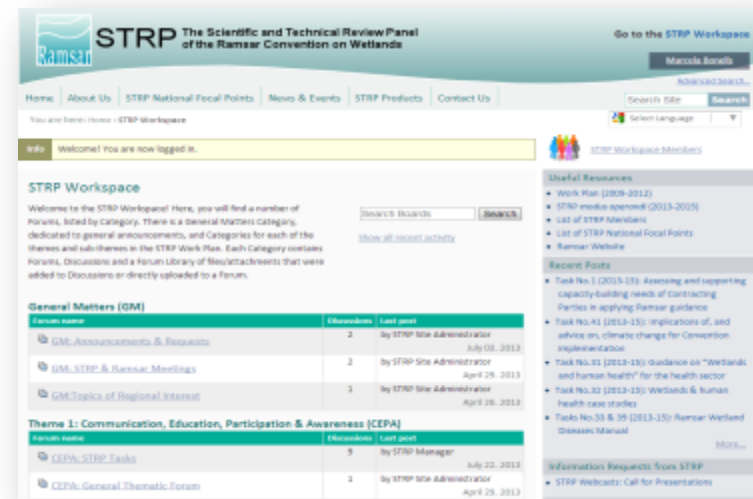 Ramsar
STRP The Scientific and Technical Review Panel
of the Ramsar Convention on Wetlands
Go to the STRP Workspace
Marcela Bonells
Advanced Search...
Home About Us STRP National Focal Points News & Events STRP Products Contact Us
Search Site Search
You are here: Home › STRP Workspace
Select Language ▼
Info Welcome! You are now logged in.
STRP Workspace Members
STRP Workspace
Welcome to the STRP Workspace! Here, you will find a number of
Forums, listed by Category. There is a General Matters Category,
dedicated to general announcements, and Categories for each of the
themes and sub-themes in the STRP Work Plan. Each Category contains
Forums, Discussions and a Forum Library of files/attachments that were
added to Discussions or directly uploaded to a Forum.
Search Boards Search
Show all recent activity
General Matters (GM)
Forum name Discussions Last post
GM: Announcements & Requests 2 by STRP Site Administrator
July 03, 2013
GM: STRP & Ramsar Meetings 2 by STRP Site Administrator
April 25, 2013
GM:Topics of Regional Interest 1 by STRP Site Administrator
April 26, 2013
Theme 1: Communication, Education, Participation & Awareness (CEPA)
Forum name Discussions Last post
CEPA: STRP Tasks 9 by STRP Manager
July 22, 2013
CEPA: General Thematic Forum 1 by STRP Site Administrator
April 25, 2013
Useful Resources
Work Plan (2009-2012)
STRP modus operandi (2013-2015)
List of STRP Members
List of STRP National Focal Points
Ramsar Website
Recent Posts
Task No.1 (2013-15): Assessing and supporting
capacity-building needs of Contracting
Parties in applying Ramsar guidance
Task No.41 (2013-15): Implications of, and
advice on, climate change for Convention
implementation
Task No.31 (2013-15): Guidance on "Wetlands
and human health" for the health sector
Task No.32 (2013-15): Wetlands & human
health case studies
Tasks No.33 & 39 (2013-15): Ramsar Wetland
Diseases Manual
More...
Information Requests from STRP
STRP Webcasts: Call for Presentations